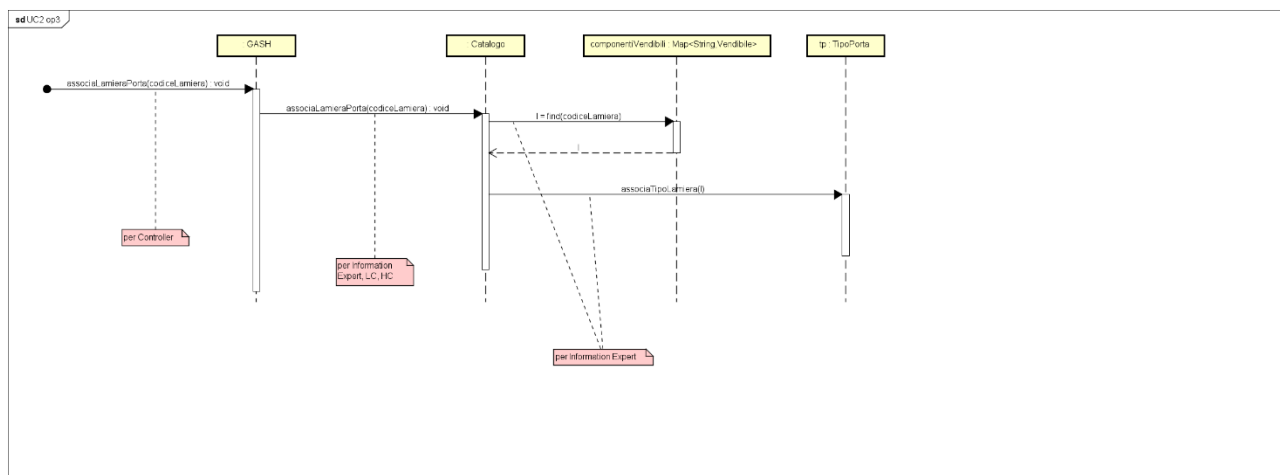 sd UC2 op3
GASH
Catalogo
componentiVendibili : Map<String,Vendibile>
tp : TipoPorta
associaLamieraPorta(codiceLamiera) : void
associaLamieraPorta(codiceLamiera) : void
l = find(codiceLamiera)
l
associaTipoLamiera(l)
per Controller
per Information
Expert, LC, HC
per Information Expert